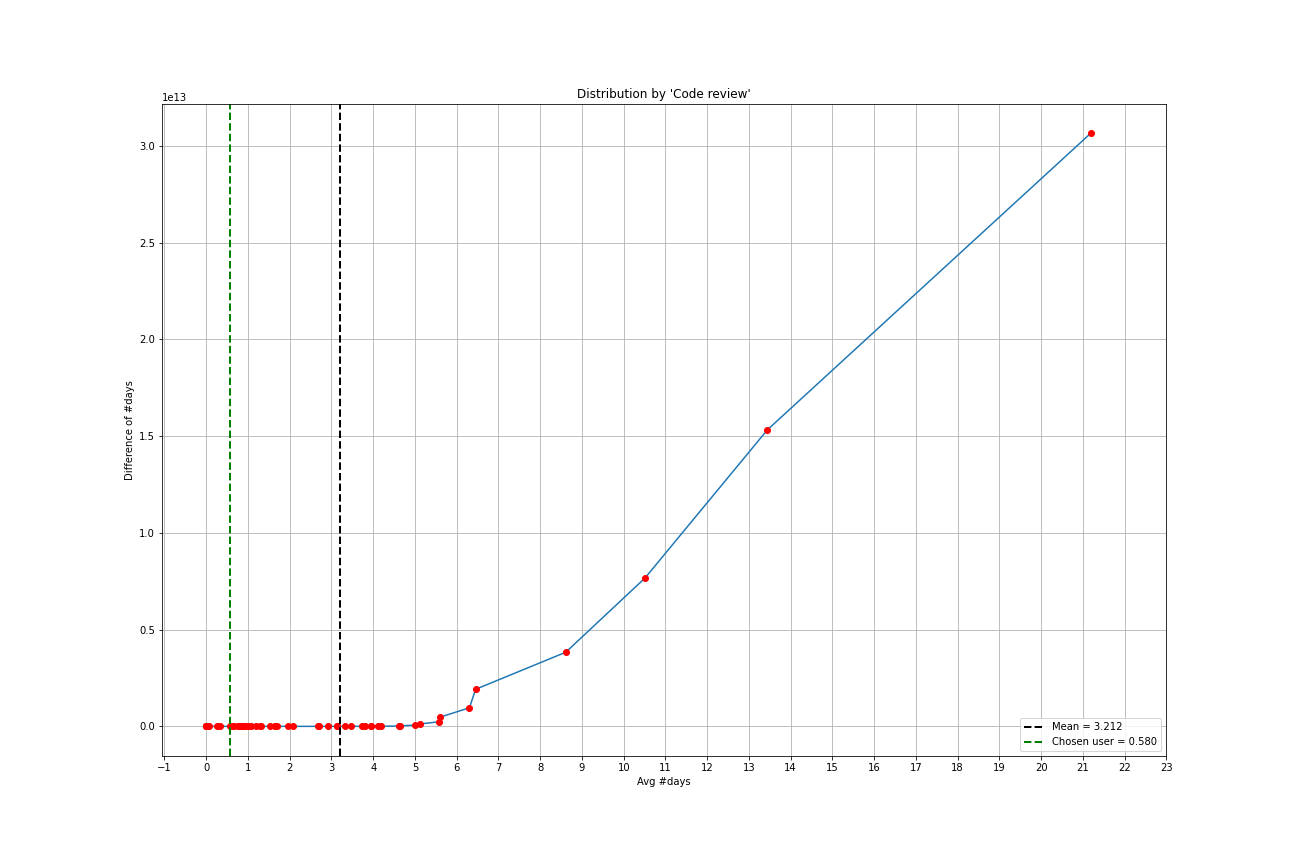 Distribution by 'Code review'
1e13
3.0
2.5
2.0
1.5
1.0
0.5
0.0
Difference of #days
Mean = 3.212
Chosen user = 0.580
−1 0 1 2 3 4 5 6 7 8 9 10 11 12 13 14 15 16 17 18 19 20 21 22 23
Avg #days